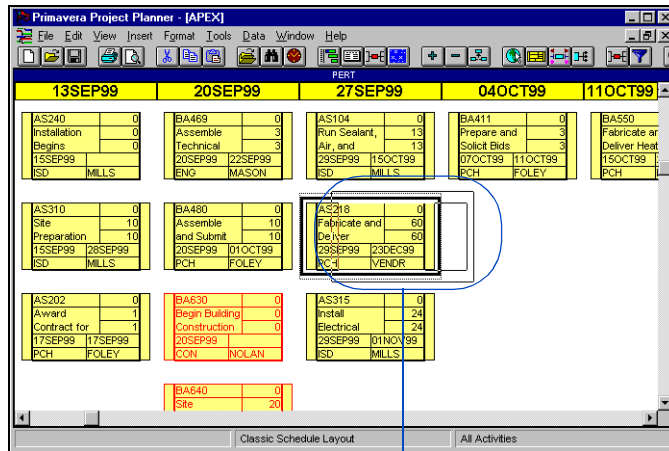 Primavera Project Planner - [APEX]
File Edit View Insert Format Tools Data Window Help
PERT
13SEP99 20SEP99 27SEP99 04OCT99 11OCT99
AS240 0
Installation 0
Begins 0
15SEP99
ISD MILLS
BA469 0
Assemble 3
Technical 3
20SEP99 22SEP99
ENG MASON
AS104 0
Run Sealant, 13
Air, and 13
29SEP99 15OCT99
ISD MILLS
BA411 0
Prepare and 3
Solicit Bids 3
07OCT99 11OCT99
PCH FOLEY
BA550
Fabricate ar
Deliver Heat
15OCT99 1
PCH
AS310 0
Site 10
Preparation 10
15SEP99 28SEP99
ISD MILLS
BA480 0
Assemble 10
and Submit 10
20SEP99 01OCT99
PCH FOLEY
AS218 0
Fabricate and 60
Deliver 60
29SEP99 23DEC99
PCH VENDR
AS202 0
Award 1
Contract for 1
17SEP99 17SEP99
PCH FOLEY
BA630 0
Begin Building 0
Construction 0
20SEP99
CON NOLAN
AS315 0
Install 24
Electrical 24
29SEP99 01NOV99
ISD MILLS
BA640 0
Site 20
Classic Schedule Layout All Activities